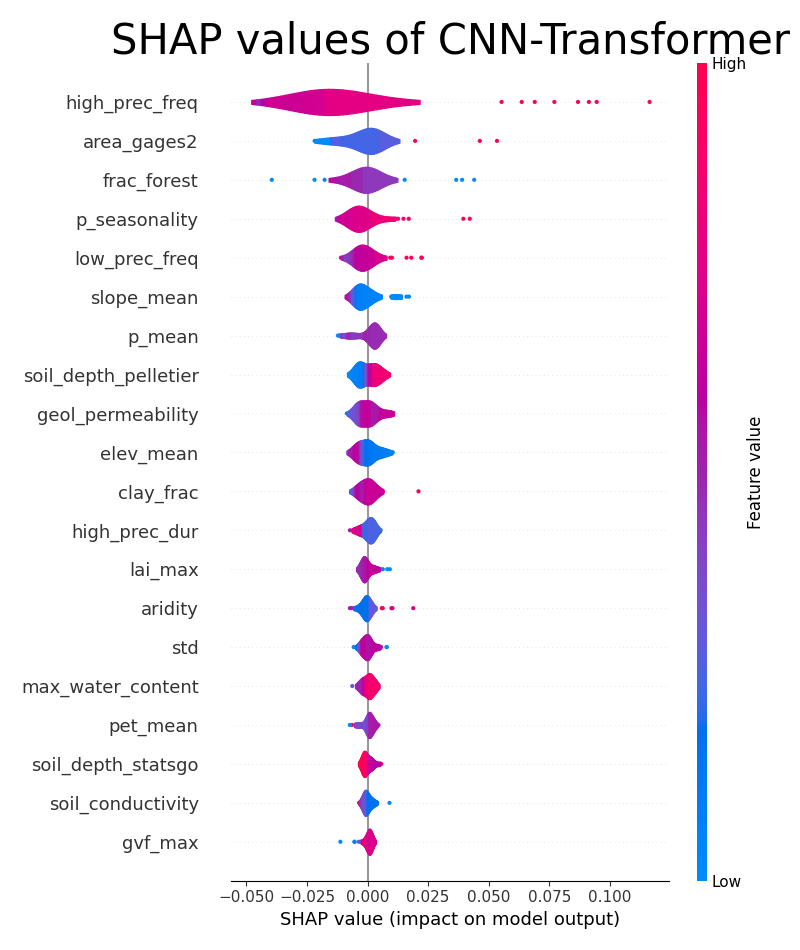 SHAP values of CNN-Transformer
High
high_prec_freq
area_gages2
frac_forest
p_seasonality
low_prec_freq
slope_mean
p_mean
soil_depth_pelletier
geol_permeability
elev_mean
clay_frac
high_prec_dur
lai_max
aridity
std
max_water_content
pet_mean
soil_depth_statsgo
soil_conductivity
gvf_max
Feature value
Low
−0.050 −0.025 0.000 0.025 0.050 0.075 0.100
SHAP value (impact on model output)